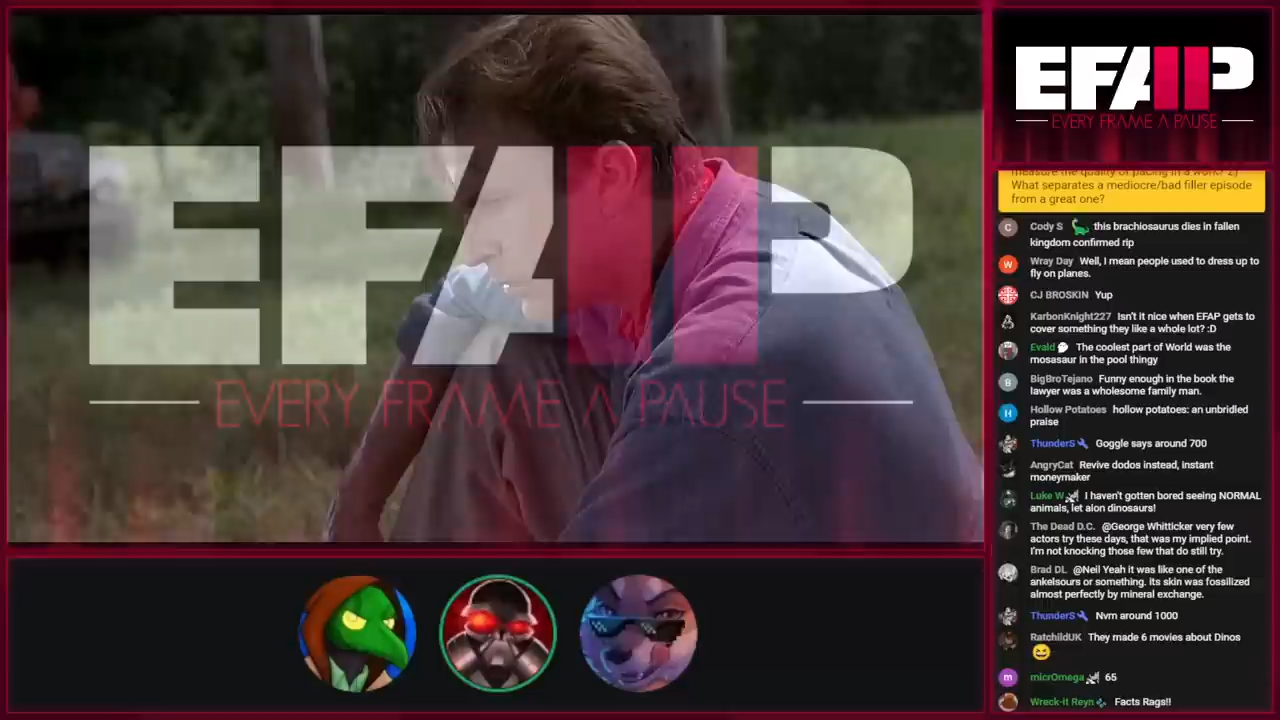 EFAP
EVERY FRAME A PAUSE
EFAP
EVERY FRAME A PAUSE
measure the quality of pacing in a work? 2)
What separates a mediocre/bad filler episode
from a great one?
Cody S this brachiosaurus dies in fallen
kingdom confirmed rip
Wray Day Well, I mean people used to dress up to
fly on planes.
CJ BROSKIN Yup
KarbonKnight227 Isn't it nice when EFAP gets to
cover something they like a whole lot? :D
Evald The coolest part of World was the
mosasaur in the pool thingy
BigBroTejano Funny enough in the book the
lawyer was a wholesome family man.
Hollow Potatoes hollow potatoes: an unbridled
praise
ThunderS Goggle says around 700
AngryCat Revive dodos instead, instant
moneymaker
Luke W I haven't gotten bored seeing NORMAL
animals, let alon dinosaurs!
The Dead D.C. @George Whitticker very few
actors try these days, that was my implied point.
I'm not knocking those few that do still try.
Brad DL @Neil Yeah it was like one of the
ankelsours or something. its skin was fossilized
almost perfectly by mineral exchange.
ThunderS Nvm around 1000
RatchildUK They made 6 movies about Dinos
micrOmega 65
Wreck-It Reyn Facts Rags!!